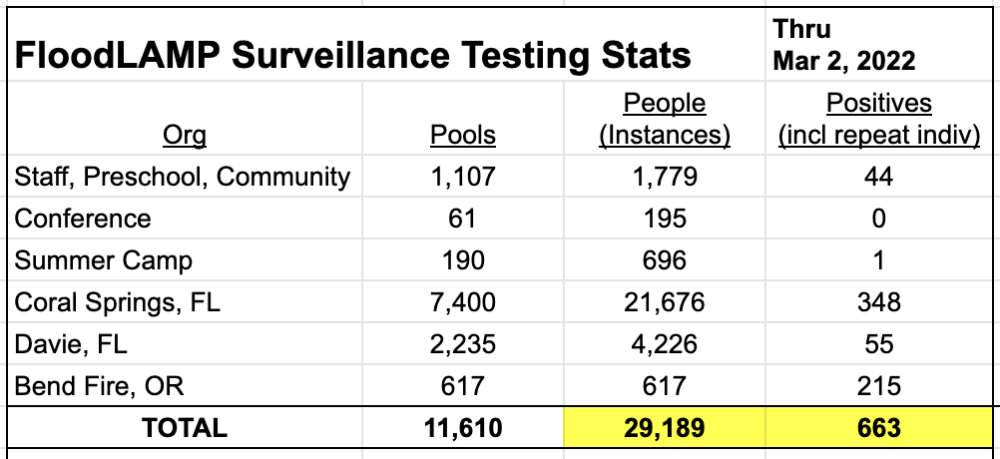 FloodLAMP Surveillance Testing Stats Thru Mar 2, 2022
Org Pools People (Instances) Positives (incl repeat indiv)
Staff, Preschool, Community 1,107 1,779 44
Conference 61 195 0
Summer Camp 190 696 1
Coral Springs, FL 7,400 21,676 348
Davie, FL 2,235 4,226 55
Bend Fire, OR 617 617 215
TOTAL 11,610 29,189 663